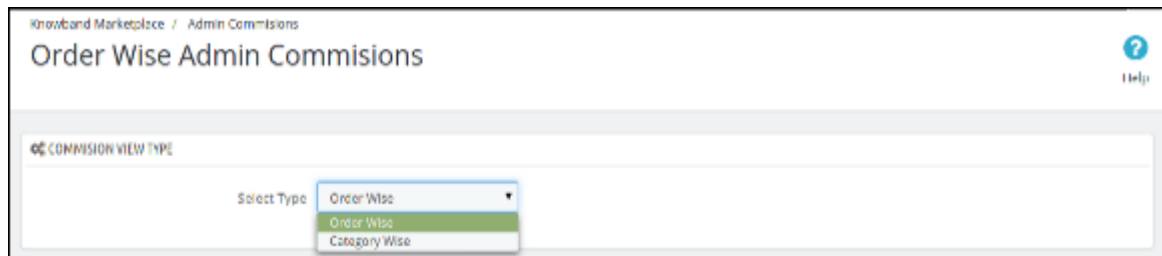 Knowband Marketplace / Admin Commisions
Order Wise Admin Commisions
?
Help
COMMISION VIEW TYPE
Select Type Order Wise
Order Wise
Category Wise